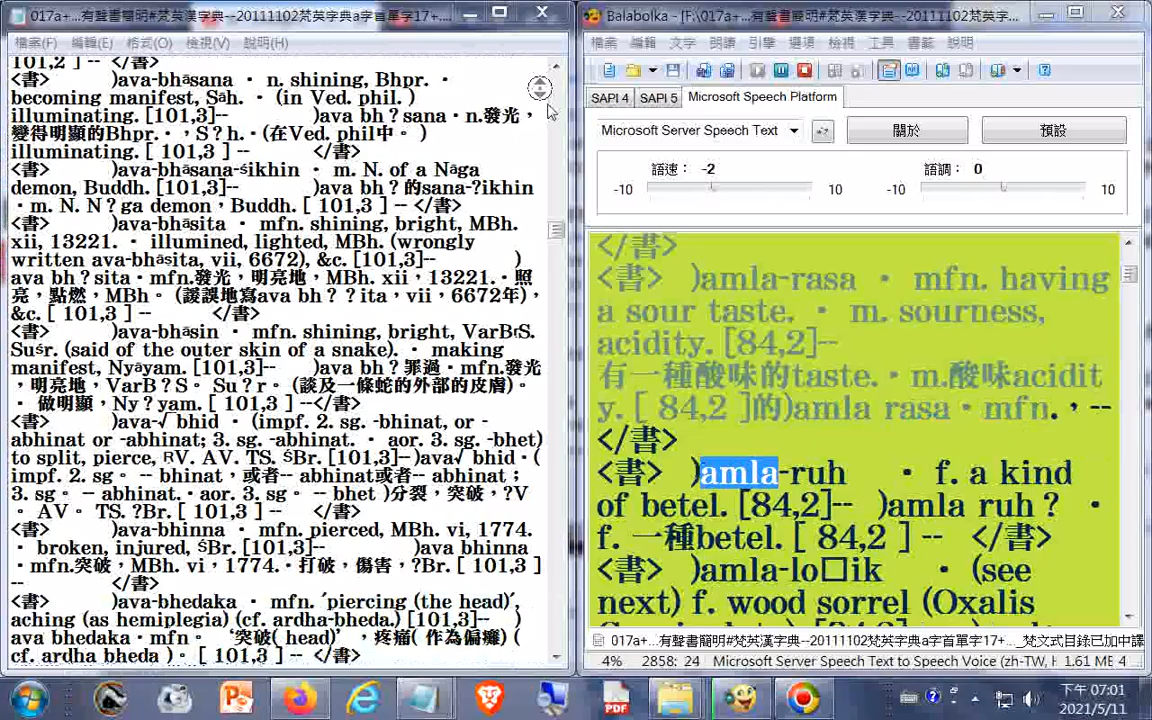 有聲書簡明#梵英漢字典--20111102梵英字典a字首單字17+...
檔案(F) 編輯(E) 格式(O) 檢視(V) 說明(H)
101,2 ] -- </書>
<書> )ava-bhāsana · n. shining, Bhpr. ·
becoming manifest, Sāh. · (in Ved. phil. )
illuminating. [101,3]-- )ava bh ? sana · n.發光，
變得明顯的Bhpr. · , S ? h. · (在Ved. phil中。 )
illuminating. [ 101,3 ] -- </書>
<書> )ava-bhāsana-śikhin · m. N. of a Nāga
demon, Buddh. [101,3]-- )ava bh ? 的sana-?ikhin
· m. N. N ? ga demon , Buddh. [ 101,3 ] -- </書>
<書> )ava-bhāsita · mfn. shining, bright, MBh.
xii, 13221. · illumined, lighted, MBh. (wrongly
written ava-bhāṣita, vii, 6672), &c. [101,3]-- )
ava bh ? sita · mfn.發光，明亮地，MBh. xii，13221. · 照
亮，點燃，MBh。 (謊誤地寫ava bh ? ? ita，vii，6672年)，
&c. [ 101,3 ] -- </書>
<書> )ava-bhāsin · mfn. shining, bright, VarBṛS.
Suśr. (said of the outer skin of a snake). · making
manifest, Nyāyam. [101,3]-- )ava bh ? 罪過 · mfn.發光
，明亮地，VarB ? S。 Su ? r。 (談及一條蛇的外部的皮膚)。
· 做明顯，Ny ? yam. [ 101,3 ] --</書>
<書> )ava-√ bhid · (impf. 2. sg. -bhinat, or -
abhinat or -abhinat; 3. sg. -abhinat. · aor. 3. sg. -bhet)
to split, pierce, ṚV. AV. TS. ŚBr. [101,3]--)ava√ bhid · (
impf. 2. sg。 -- bhinat，或者-- abhinat或者-- abhinat；
3. sg。 -- abhinat. · aor. 3. sg。 -- bhet )分裂，突破，?V
。 AV。 TS. ?Br. [ 101,3 ] -- </書>
<書> )ava-bhinna · mfn. pierced, MBh. vi, 1774.
· broken, injured, ŚBr. [101,3]-- )ava bhinna
· mfn.突破，MBh. vi，1774. · 打破，傷害，?Br. [ 101,3 ]
-- </書>
<書> )ava-bhedaka · mfn. 'piercing (the head)',
aching (as hemiplegia) (cf. ardha-bheda.) [101,3]--)
ava bhedaka · mfn。 ‘突破( head)’，疼痛( 作為偏癱) (
cf. ardha bheda )。 [ 101,3 ] -- </書>
Balabolka - [F:\017a+...有聲書簡明#梵英漢字典--20111102梵英字...
檔案 編輯 文字 朗讀 引擎 選項 檢視 工具 書籤 說明
SAPI 4 SAPI 5 Microsoft Speech Platform
Microsoft Server Speech Text 關於 預設
語速： -2 語調： 0
-10 10 -10 10
</書>
<書> )amla-rasa · mfn. having
a sour taste. · m. sourness,
acidity. [84,2]--
有一種酸味的taste. · m.酸味acidit
y. [ 84,2 ]的)amla rasa · mfn.，--
</書>
<書> )amla-ruh · f. a kind
of betel. [84,2]-- )amla ruh ? ·
f. 一種betel. [ 84,2 ] -- </書>
<書> )amla-lo□ik · (see
next) f. wood sorrel (Oxalis
017a+...有聲書簡明#梵英漢字典--20111102梵英字典a字首單字17+..._梵文式目錄已加中譯
4% 2858: 24 Microsoft Server Speech Text to Speech Voice (zh-TW, H 1.61 MB 4
下午 07:01
2021/5/11